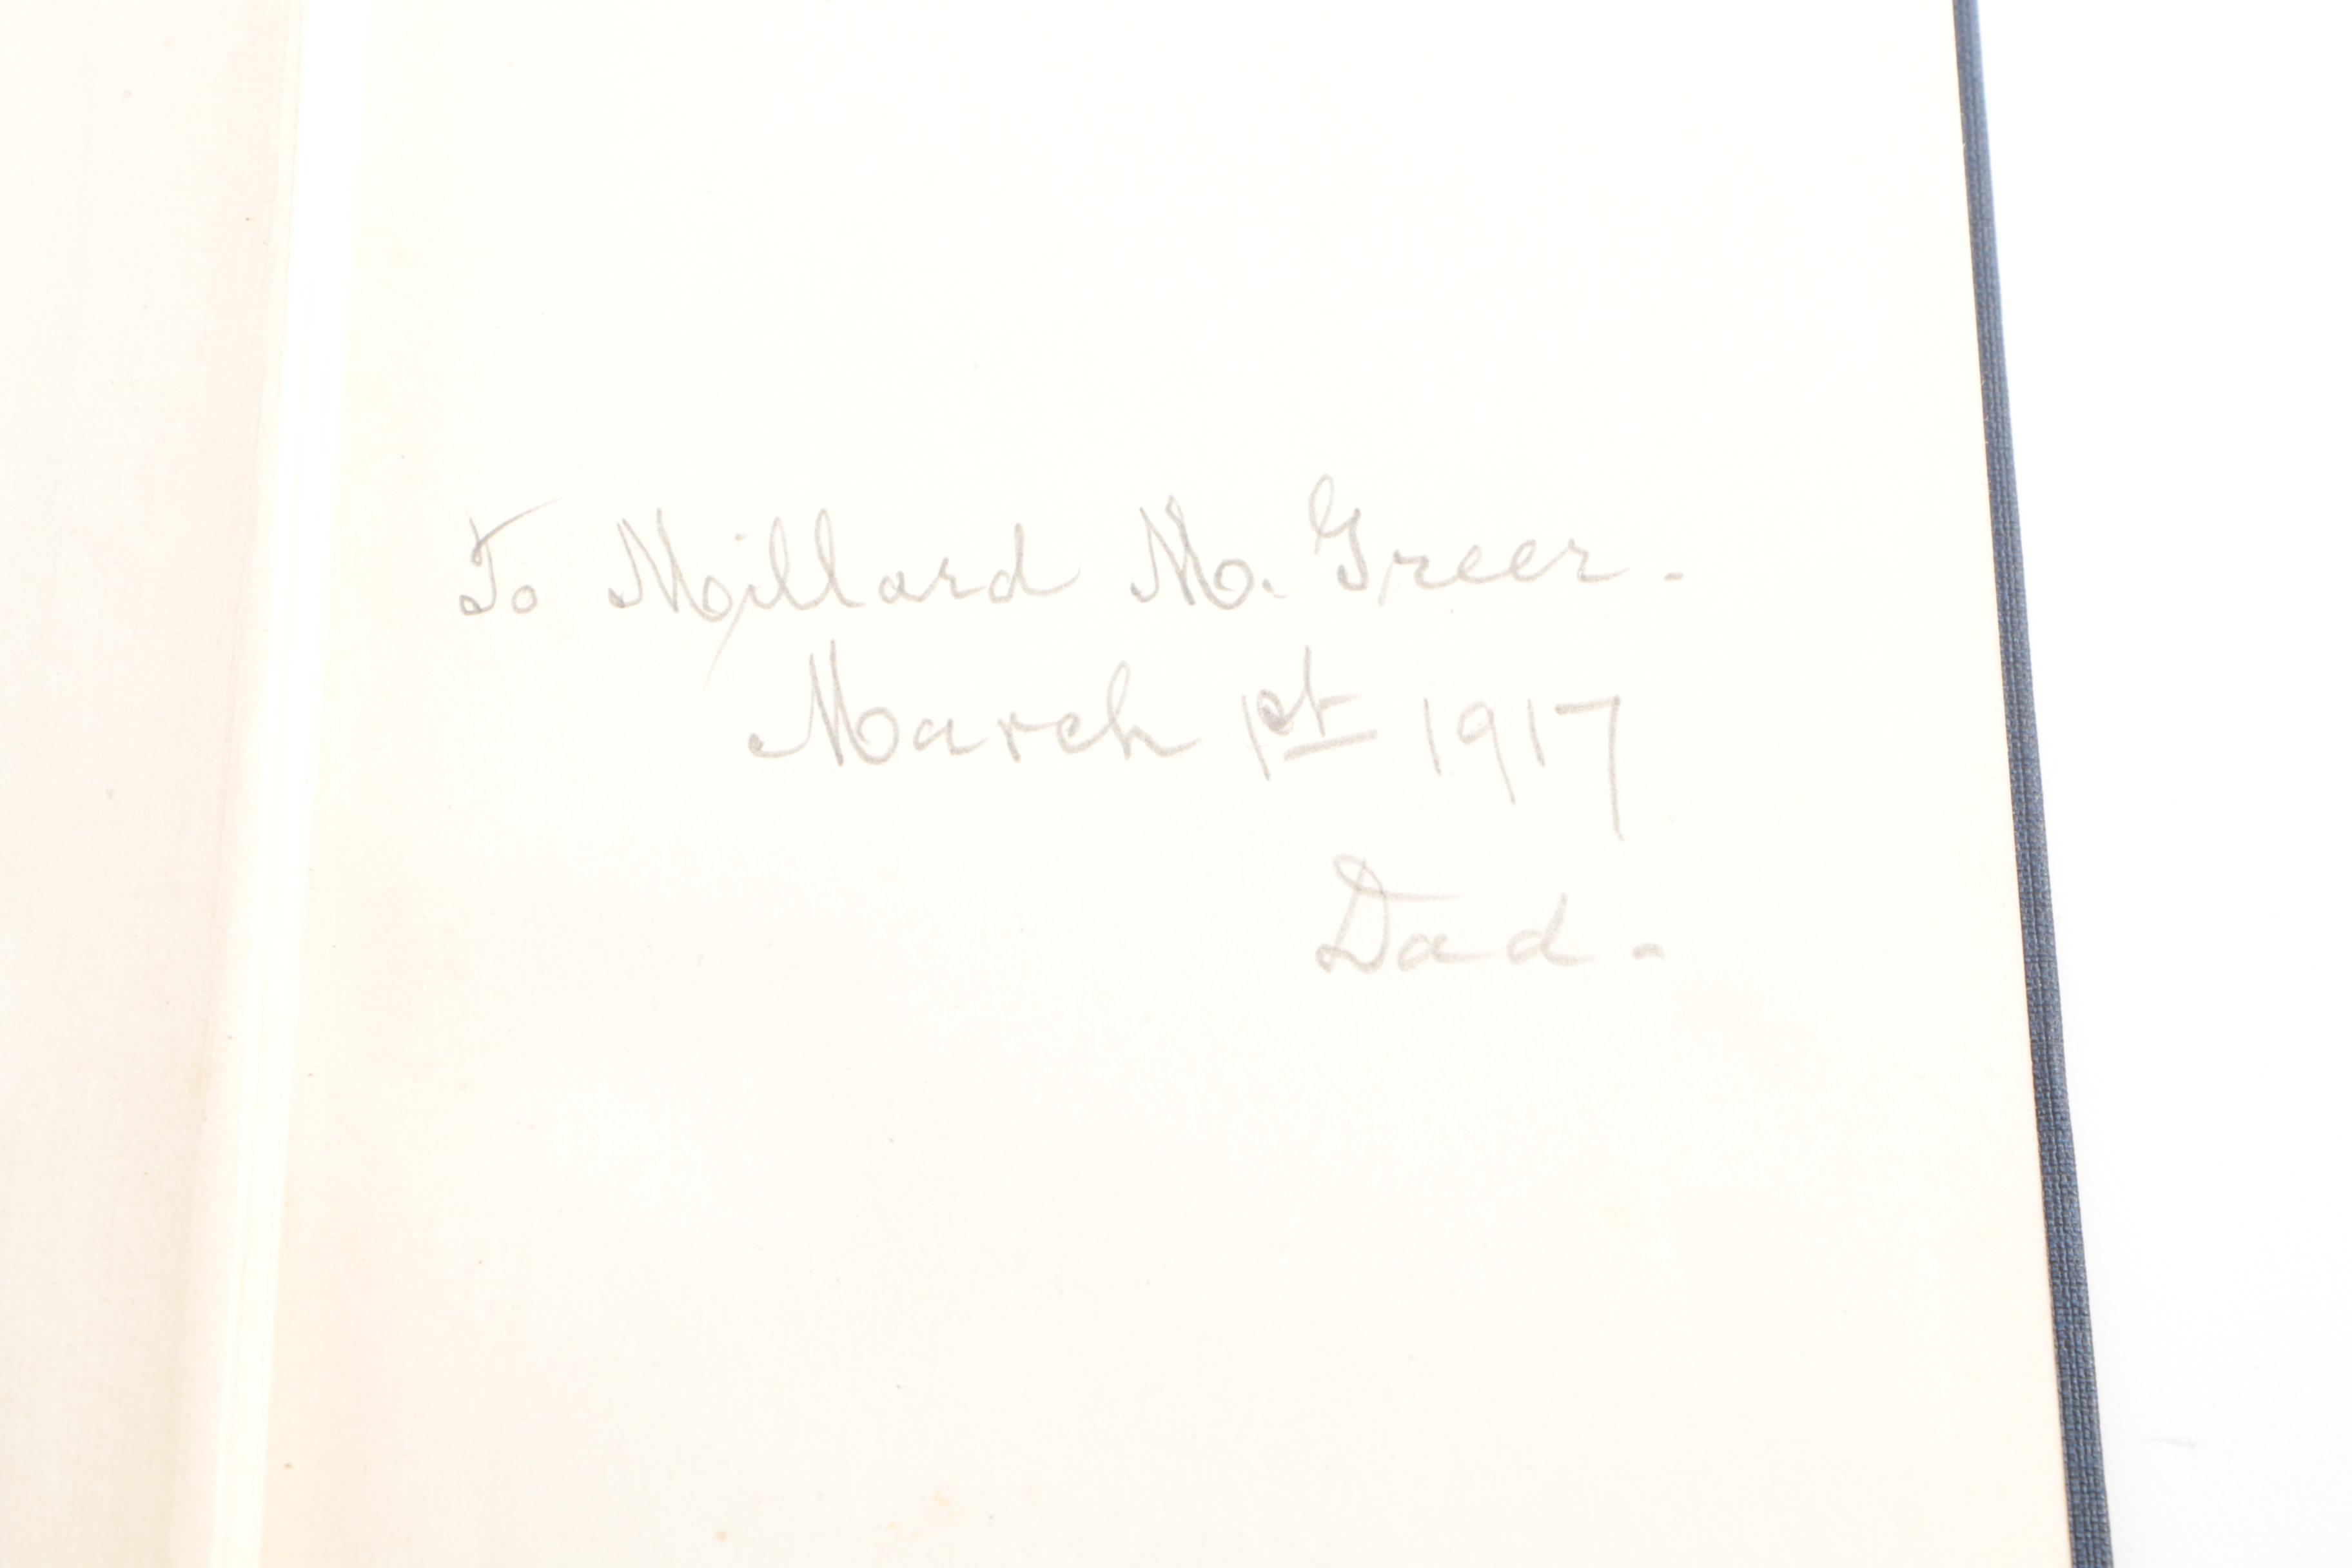 To Millard M. Greer.
March 1st 1917
Dad.